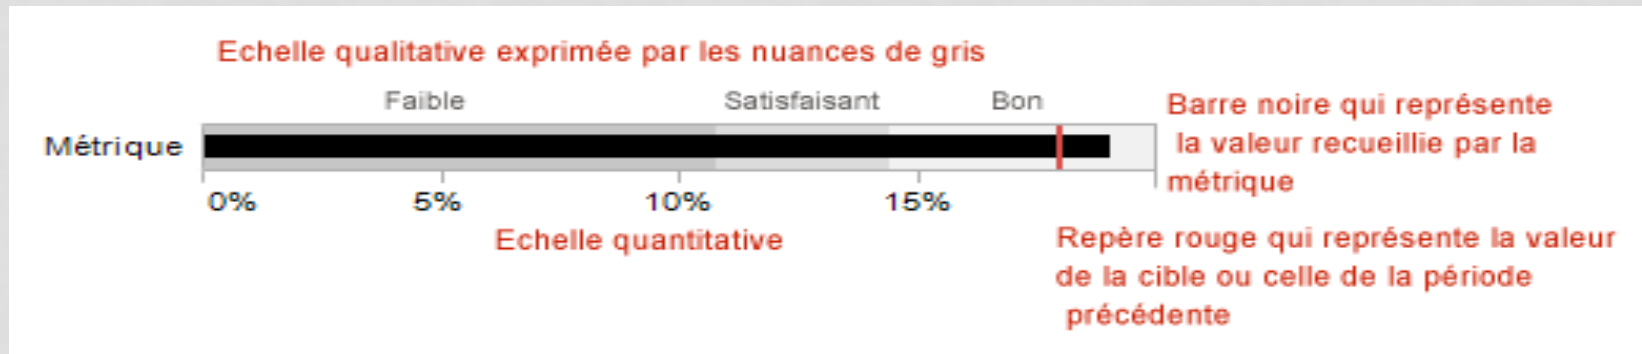 Echelle qualitative exprimée par les nuances de gris
Faible Satisfaisant Bon
Métrique
0% 5% 10% 15%
Echelle quantitative
Barre noire qui représente
la valeur recueillie par la
métrique
Repère rouge qui représente la valeur
de la cible ou celle de la période
précédente